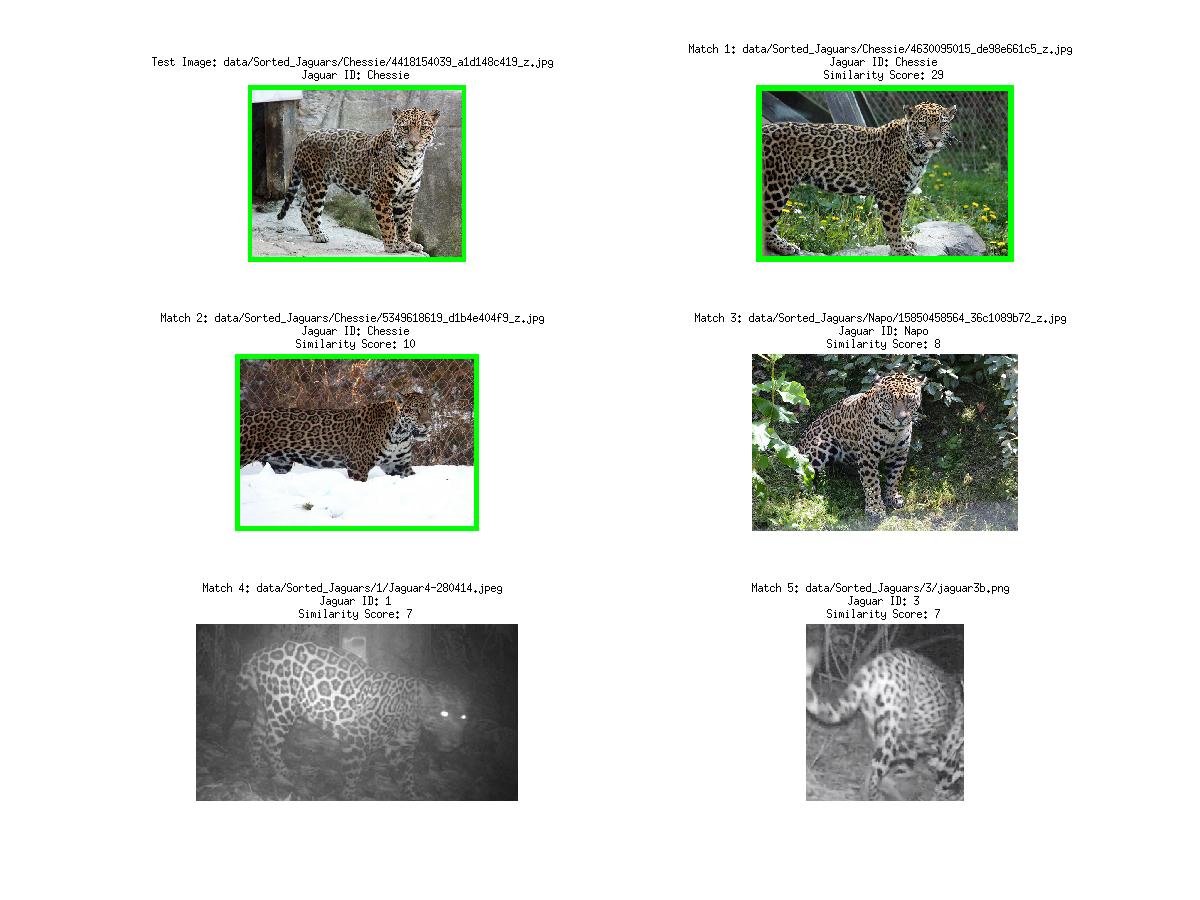 Test Image: data/Sorted_Jaguars/Chessie/4418154039_a1d148c419_z.jpg
Jaguar ID: Chessie
Match 1: data/Sorted_Jaguars/Chessie/4630095015_de98e661c5_z.jpg
Jaguar ID: Chessie
Similarity Score: 29
Match 2: data/Sorted_Jaguars/Chessie/5349618619_d1b4e404f9_z.jpg
Jaguar ID: Chessie
Similarity Score: 10
Match 3: data/Sorted_Jaguars/Napo/15850458564_36c1089b72_z.jpg
Jaguar ID: Napo
Similarity Score: 8
Match 4: data/Sorted_Jaguars/1/Jaguar4-280414.jpeg
Jaguar ID: 1
Similarity Score: 7
Match 5: data/Sorted_Jaguars/3/jaguar3b.png
Jaguar ID: 3
Similarity Score: 7